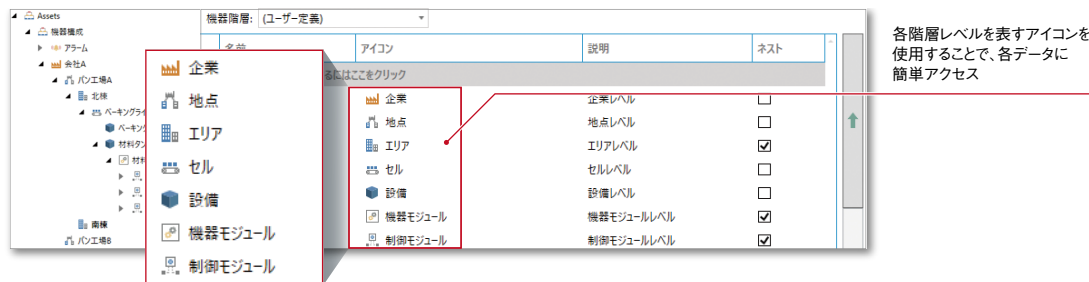 Assets
機器構成
アラーム
会社A
パン工場A
北棟
ベーキングライ
ベーキング
材料タン
材料
南棟
パン工場B
機器階層: (ユーザー定義)
名前 アイコン 説明 ネスト
るにはここをクリック
企業 企業レベル
地点 地点レベル
エリア エリアレベル
セル セルレベル
設備 設備レベル
機器モジュール 機器モジュールレベル
制御モジュール 制御モジュールレベル
企業
地点
エリア
セル
設備
機器モジュール
制御モジュール
各階層レベルを表すアイコンを
使用することで、各データに
簡単アクセス